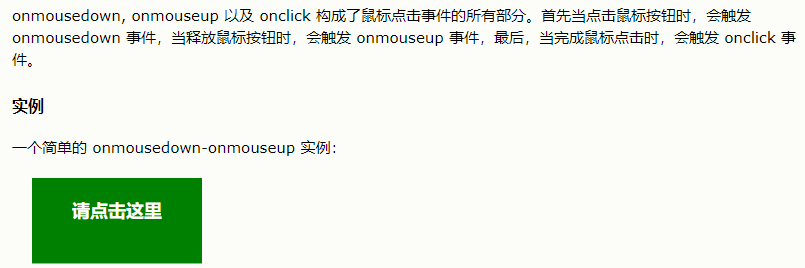 onmousedown, onmouseup 以及 onclick 构成了鼠标点击事件的所有部分。首先当点击鼠标按钮时，会触发
onmousedown 事件，当释放鼠标按钮时，会触发 onmouseup 事件，最后，当完成鼠标点击时，会触发 onclick 事
件。
实例
一个简单的 onmousedown-onmouseup 实例：
请点击这里